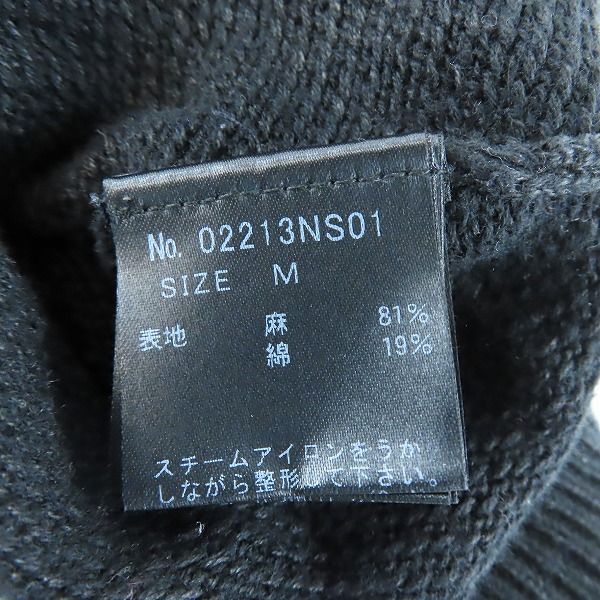 No. 02213NS01
SIZE M
表地 麻 81%
綿 19%
スチームアイロンをうか
しながら整形して下さい。